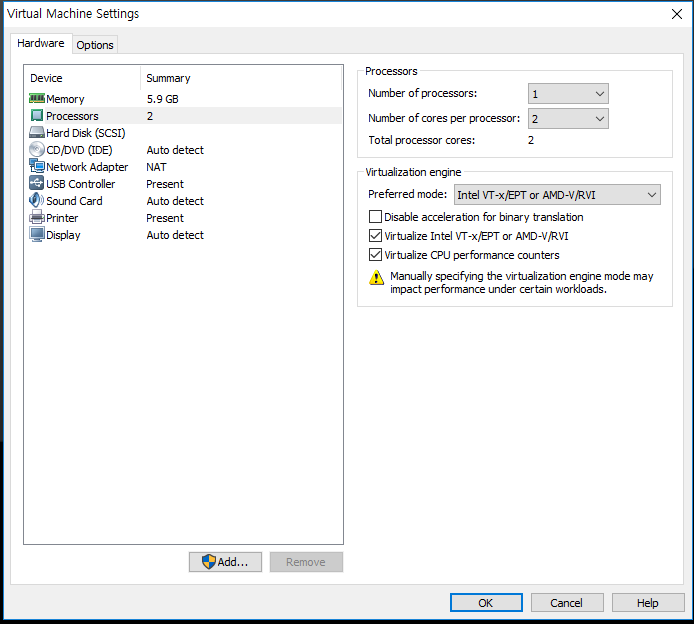 Virtual Machine Settings
Hardware Options
Device Summary
Memory 5.9 GB
Processors 2
Hard Disk (SCSI)
CD/DVD (IDE) Auto detect
Network Adapter NAT
USB Controller Present
Sound Card Auto detect
Printer Present
Display Auto detect
Add...
Remove
Processors
Number of processors: 1
Number of cores per processor: 2
Total processor cores: 2
Virtualization engine
Preferred mode: Intel VT-x/EPT or AMD-V/RVI
Disable acceleration for binary translation
Virtualize Intel VT-x/EPT or AMD-V/RVI
Virtualize CPU performance counters
Manually specifying the virtualization engine mode may
impact performance under certain workloads.
OK Cancel Help